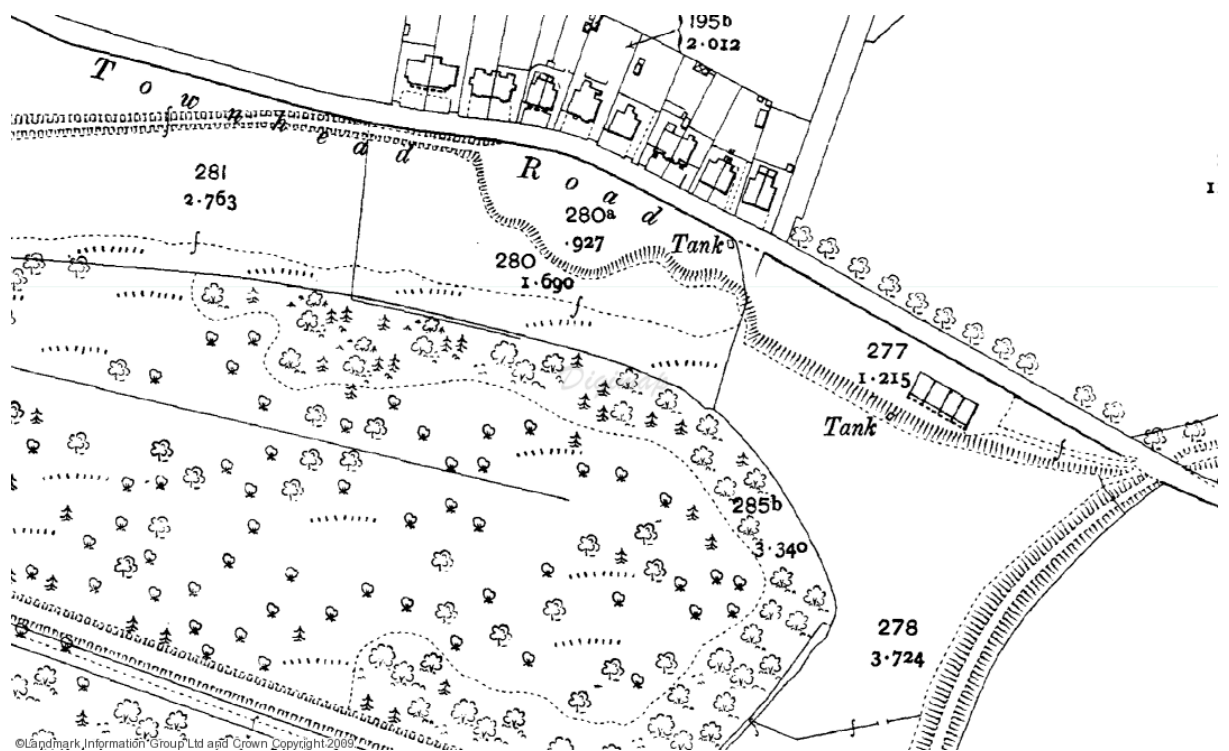 195b
2.012
Townhead Road
281
2.763
280a
.927
Tank
280
1.690
277
1.215
Tank
285b
3.340
278
3.724
©Landmark Information Group Ltd and Crown Copyright 2009